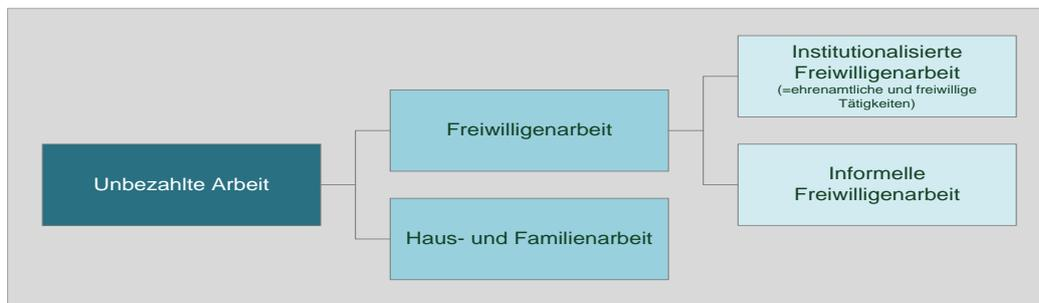 Unbezahlte Arbeit
Freiwilligenarbeit
Haus- und Familienarbeit
Institutionalisierte
Freiwilligenarbeit
(=ehrenamtliche und freiwillige
Tätigkeiten)
Informelle
Freiwilligenarbeit